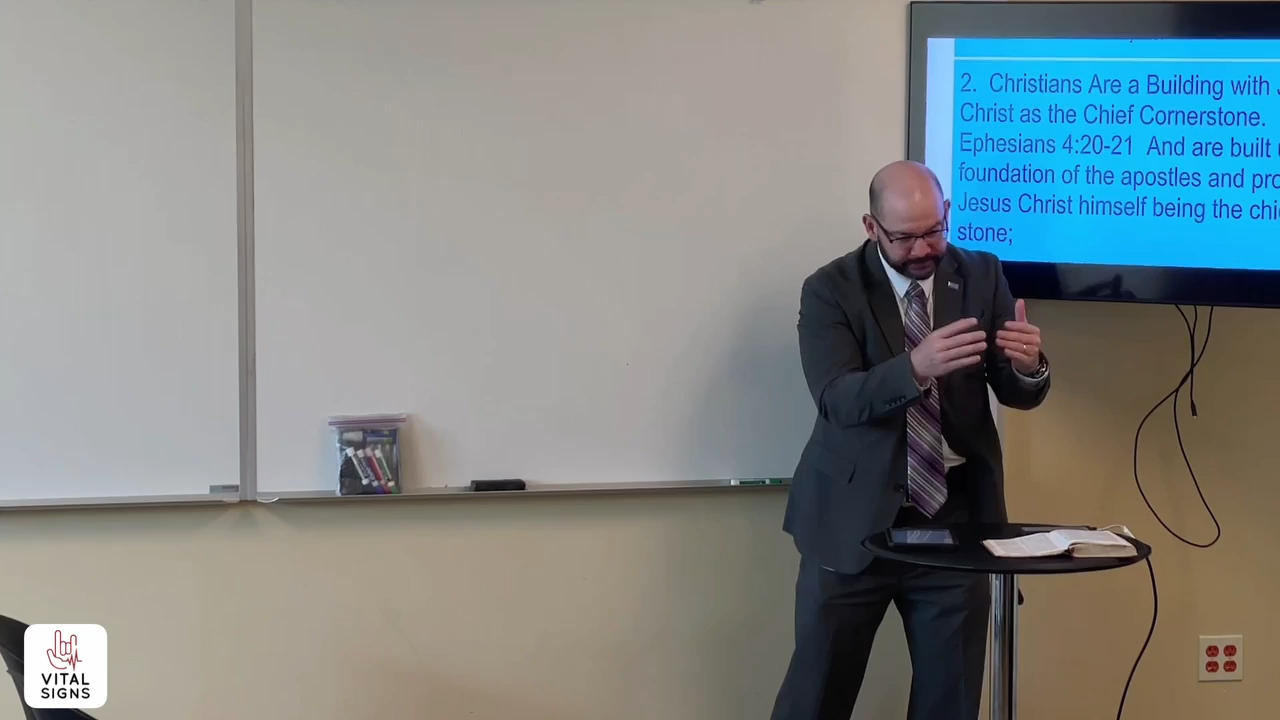 2. Christians Are a Building with
Christ as the Chief Cornerstone.
Ephesians 4:20-21 And are built
foundation of the apostles and pro
Jesus Christ himself being the chi
stone;
VITAL
SIGNS